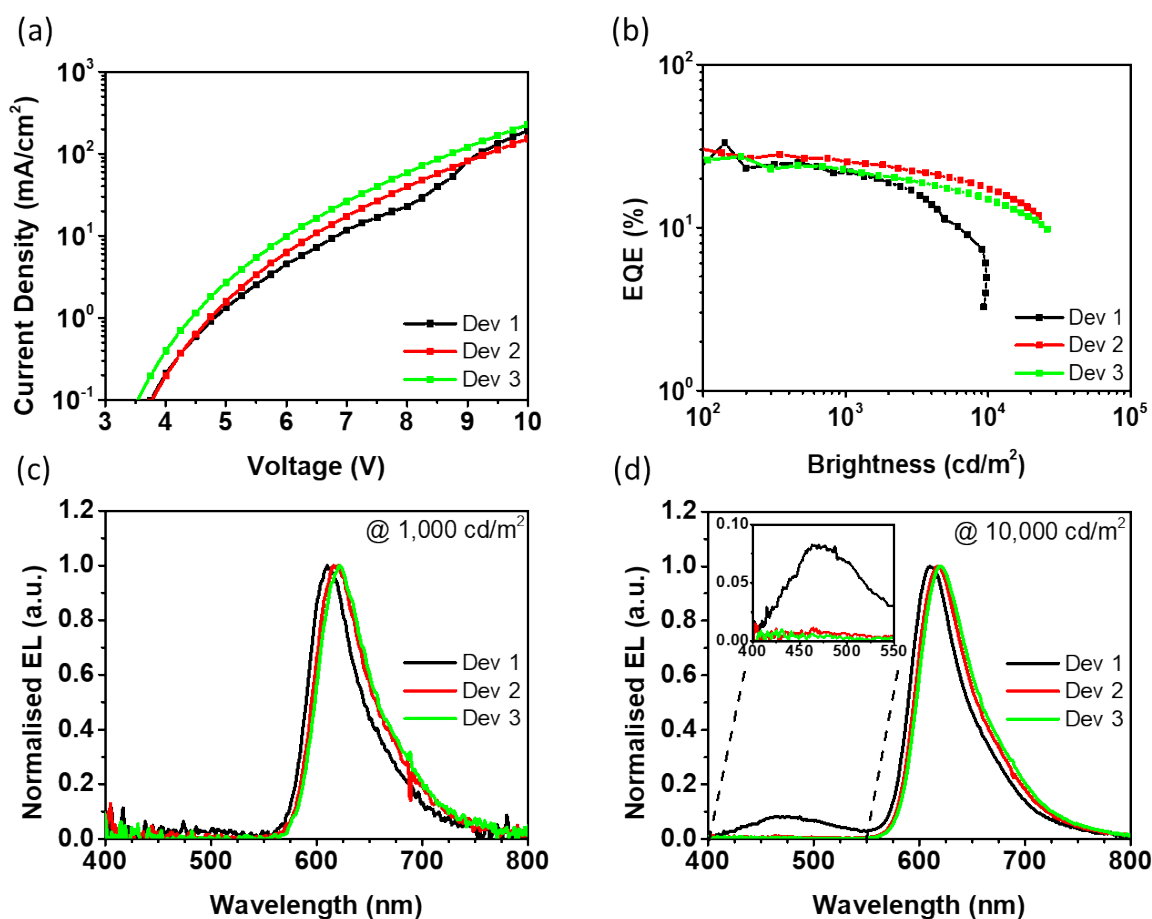 (a)
10³
10²
10¹
10⁰
10⁻¹
Current Density (mA/cm²)
Dev 1
Dev 2
Dev 3
3 4 5 6 7 8 9 10
Voltage (V)
(b)
10²
10¹
10⁰
EQE (%)
Dev 1
Dev 2
Dev 3
10² 10³ 10⁴ 10⁵
Brightness (cd/m²)
(c)
1.2
1.0
0.8
0.6
0.4
0.2
0.0
Normalised EL (a.u.)
@ 1,000 cd/m²
Dev 1
Dev 2
Dev 3
400 500 600 700 800
Wavelength (nm)
(d)
1.2
1.0
0.8
0.6
0.4
0.2
0.0
Normalised EL (a.u.)
@ 10,000 cd/m²
0.10
0.05
0.00
400 450 500 550
Dev 1
Dev 2
Dev 3
400 500 600 700 800
Wavelength (nm)